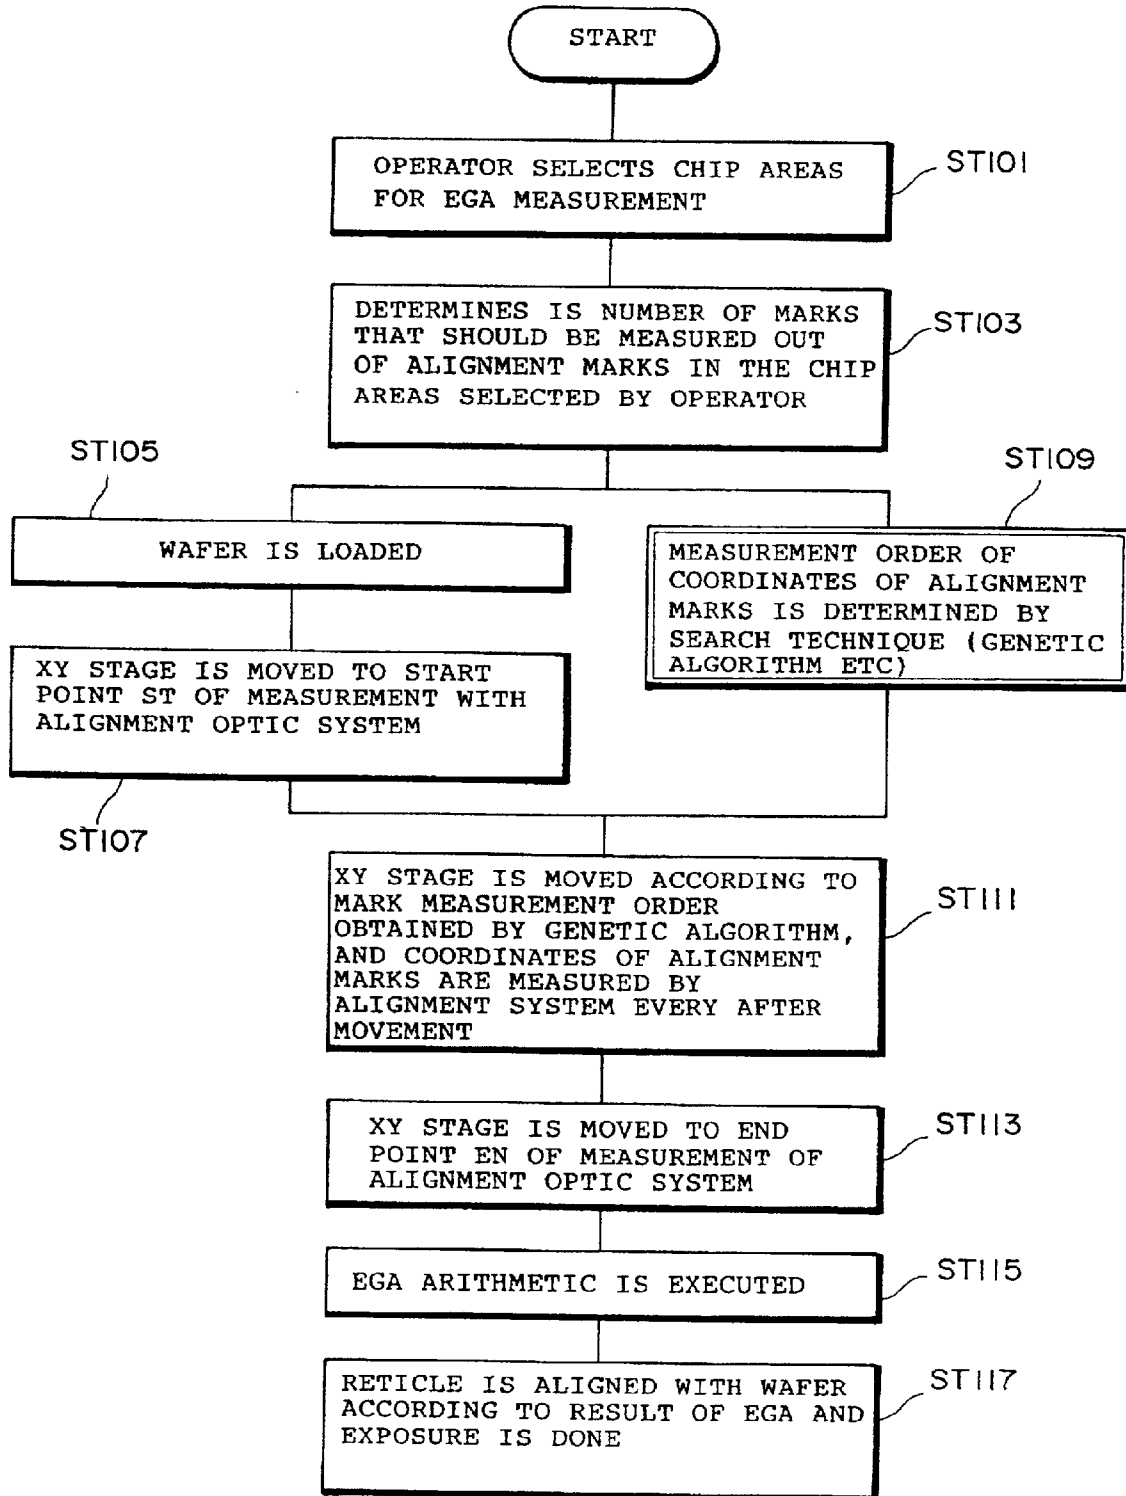 START
OPERATOR SELECTS CHIP AREAS
FOR EGA MEASUREMENT
ST101
DETERMINES IS NUMBER OF MARKS
THAT SHOULD BE MEASURED OUT
OF ALIGNMENT MARKS IN THE CHIP
AREAS SELECTED BY OPERATOR
ST103
ST105
WAFER IS LOADED
XY STAGE IS MOVED TO START
POINT ST OF MEASUREMENT WITH
ALIGNMENT OPTIC SYSTEM
ST107
ST109
MEASUREMENT ORDER OF
COORDINATES OF ALIGNMENT
MARKS IS DETERMINED BY
SEARCH TECHNIQUE (GENETIC
ALGORITHM ETC)
XY STAGE IS MOVED ACCORDING TO
MARK MEASUREMENT ORDER
OBTAINED BY GENETIC ALGORITHM,
AND COORDINATES OF ALIGNMENT
MARKS ARE MEASURED BY
ALIGNMENT SYSTEM EVERY AFTER
MOVEMENT
ST111
XY STAGE IS MOVED TO END
POINT EN OF MEASUREMENT OF
ALIGNMENT OPTIC SYSTEM
ST113
EGA ARITHMETIC IS EXECUTED
ST115
RETICLE IS ALIGNED WITH WAFER
ACCORDING TO RESULT OF EGA AND
EXPOSURE IS DONE
ST117